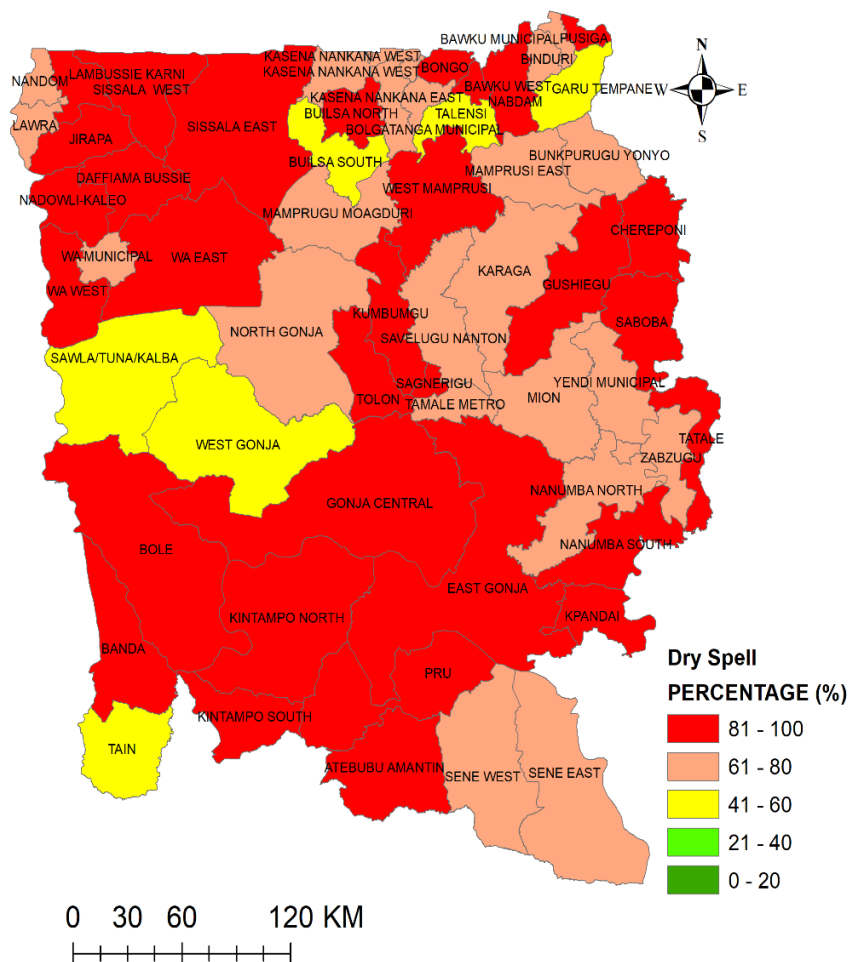 BAWKU MUNICIPAL
PUSIGA
N
KASENA NANKANA WEST
BINDURI
NANDOM
LAMBUSSIE KARNI
KASENA NANKANA WEST
BONGO
SISSALA WEST
BAWKU WEST
GARU TEMPANE
W
E
KASENA NANKANA EAST
NABDAM
LAWRA
SISSALA EAST
BUILSA NORTH
TALENSI
JIRAPA
BOLGATANGA MUNICIPAL
S
BUILSA SOUTH
BUNKPURUGU YONYO
DAFFIAMA BUSSIE
MAMPRUSI EAST
NADOWLI-KALEO
WEST MAMPRUSI
MAMPRUGU MOAGDURI
CHEREPONI
WA MUNICIPAL
WA EAST
KARAGA
GUSHIEGU
WA WEST
KUMBUMGU
SABOBA
NORTH GONJA
SAVELUGU NANTON
SAWLA/TUNA/KALBA
SAGNERIGU
YENDI MUNICIPAL
TOLON
TAMALE METRO
MION
WEST GONJA
TATALE
ZABZUGU
NANUMBA NORTH
GONJA CENTRAL
BOLE
NANUMBA SOUTH
EAST GONJA
KINTAMPO NORTH
KPANDAI
BANDA
PRU
KINTAMPO SOUTH
TAIN
ATEBUBU AMANTIN
SENE WEST
SENE EAST
Dry Spell
PERCENTAGE (%)
81 - 100
61 - 80
41 - 60
21 - 40
0 - 20
0 30 60 120 KM